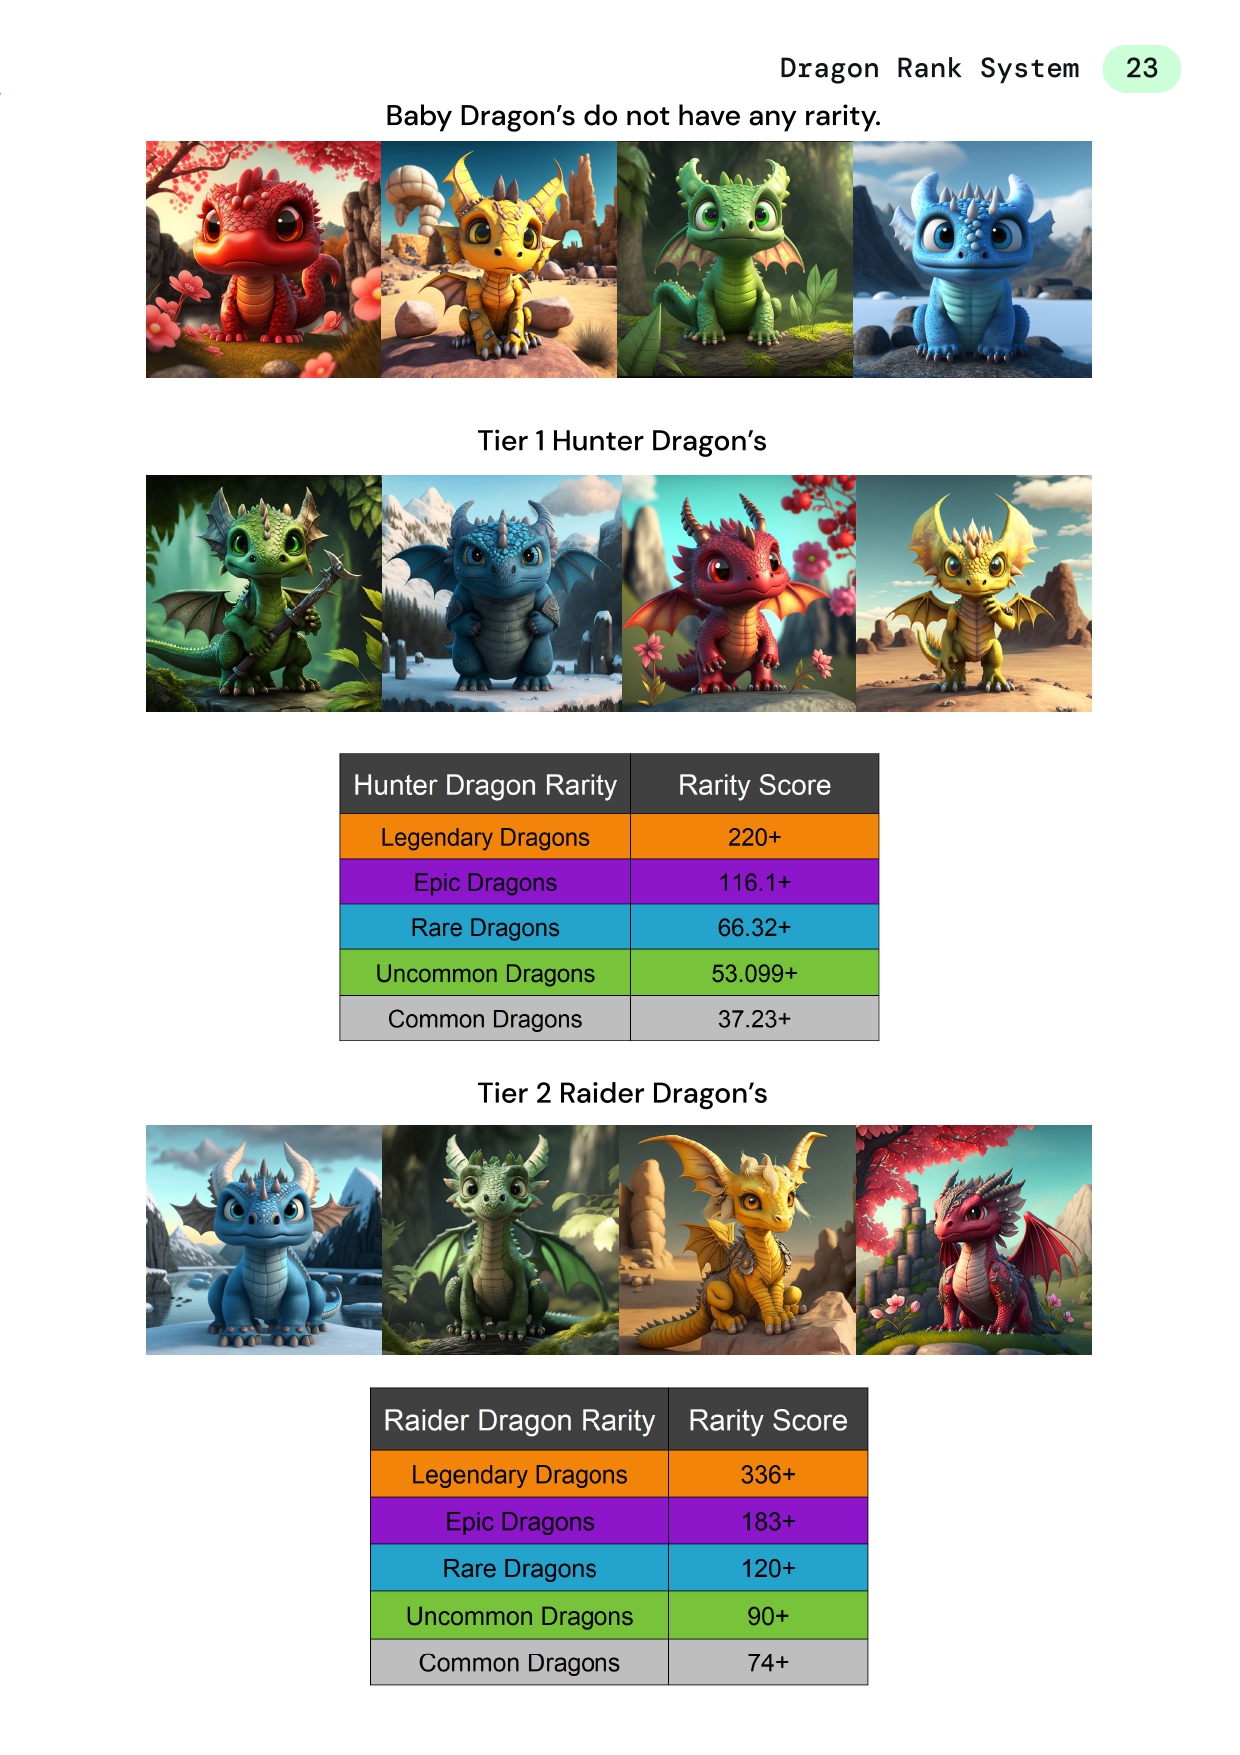 Dragon Rank System 23
Baby Dragon’s do not have any rarity.
Tier 1 Hunter Dragon’s
Hunter Dragon Rarity Rarity Score
Legendary Dragons 220+
Epic Dragons 116.1+
Rare Dragons 66.32+
Uncommon Dragons 53.099+
Common Dragons 37.23+
Tier 2 Raider Dragon’s
Raider Dragon Rarity Rarity Score
Legendary Dragons 336+
Epic Dragons 183+
Rare Dragons 120+
Uncommon Dragons 90+
Common Dragons 74+